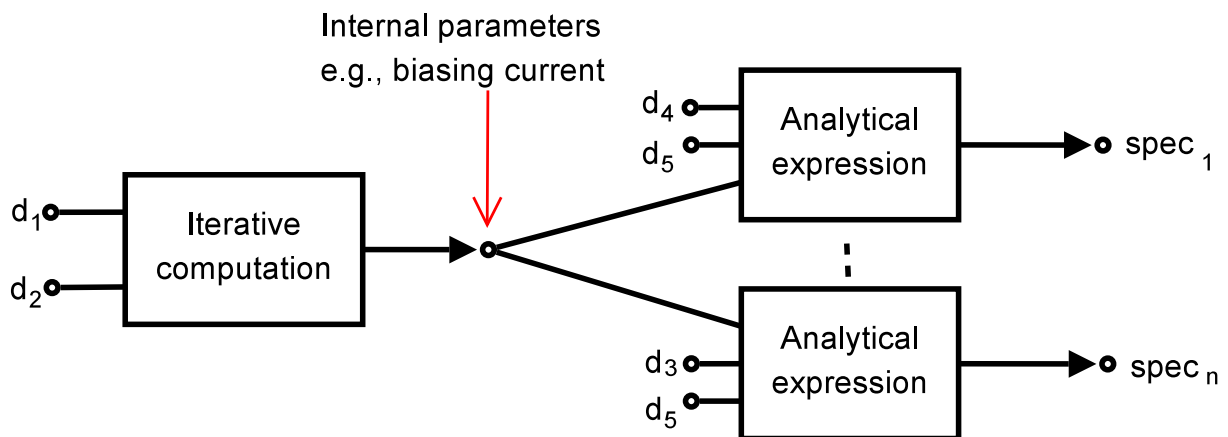 Internal parameters
e.g., biasing current
d4
d5
Analytical
expression
spec 1
d1
d2
Iterative
computation
d3
d5
Analytical
expression
spec n